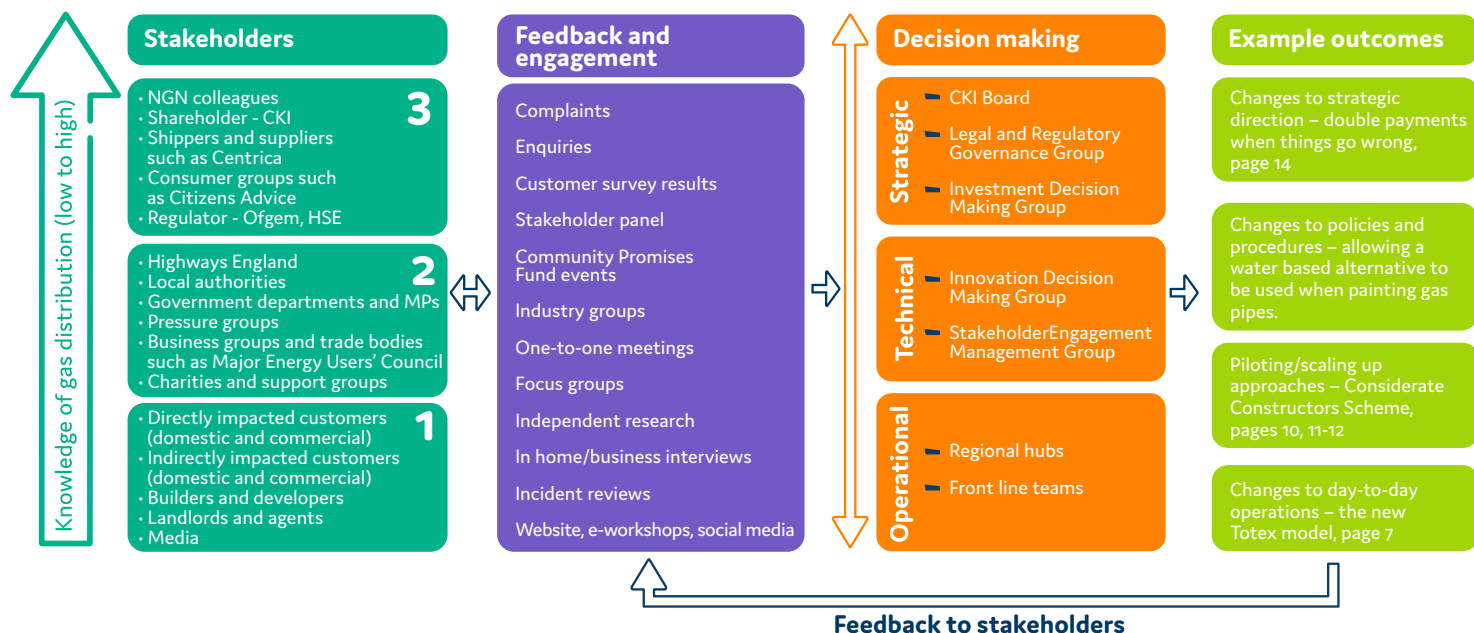 Knowledge of gas distribution (low to high)
Stakeholders
3
· NGN colleagues
· Shareholder - CKI
· Shippers and suppliers
such as Centrica
· Consumer groups such
as Citizens Advice
· Regulator - Ofgem, HSE
2
· Highways England
· Local authorities
· Government departments and MPs
· Pressure groups
· Business groups and trade bodies
such as Major Energy Users' Council
· Charities and support groups
1
· Directly impacted customers
(domestic and commercial)
· Indirectly impacted customers
(domestic and commercial)
· Builders and developers
· Landlords and agents
· Media
Feedback and
engagement
Complaints
Enquiries
Customer survey results
Stakeholder panel
Community Promises
Fund events
Industry groups
One-to-one meetings
Focus groups
Independent research
In home/business interviews
Incident reviews
Website, e-workshops, social media
Decision making
Strategic
CKI Board
Legal and Regulatory
Governance Group
Investment Decision
Making Group
Technical
Innovation Decision
Making Group
StakeholderEngagement
Management Group
Operational
Regional hubs
Front line teams
Example outcomes
Changes to strategic
direction – double payments
when things go wrong,
page 14
Changes to policies and
procedures – allowing a
water based alternative to
be used when painting gas
pipes.
Piloting/scaling up
approaches – Considerate
Constructors Scheme,
pages 10, 11-12
Changes to day-to-day
operations – the new
Totex model, page 7
Feedback to stakeholders